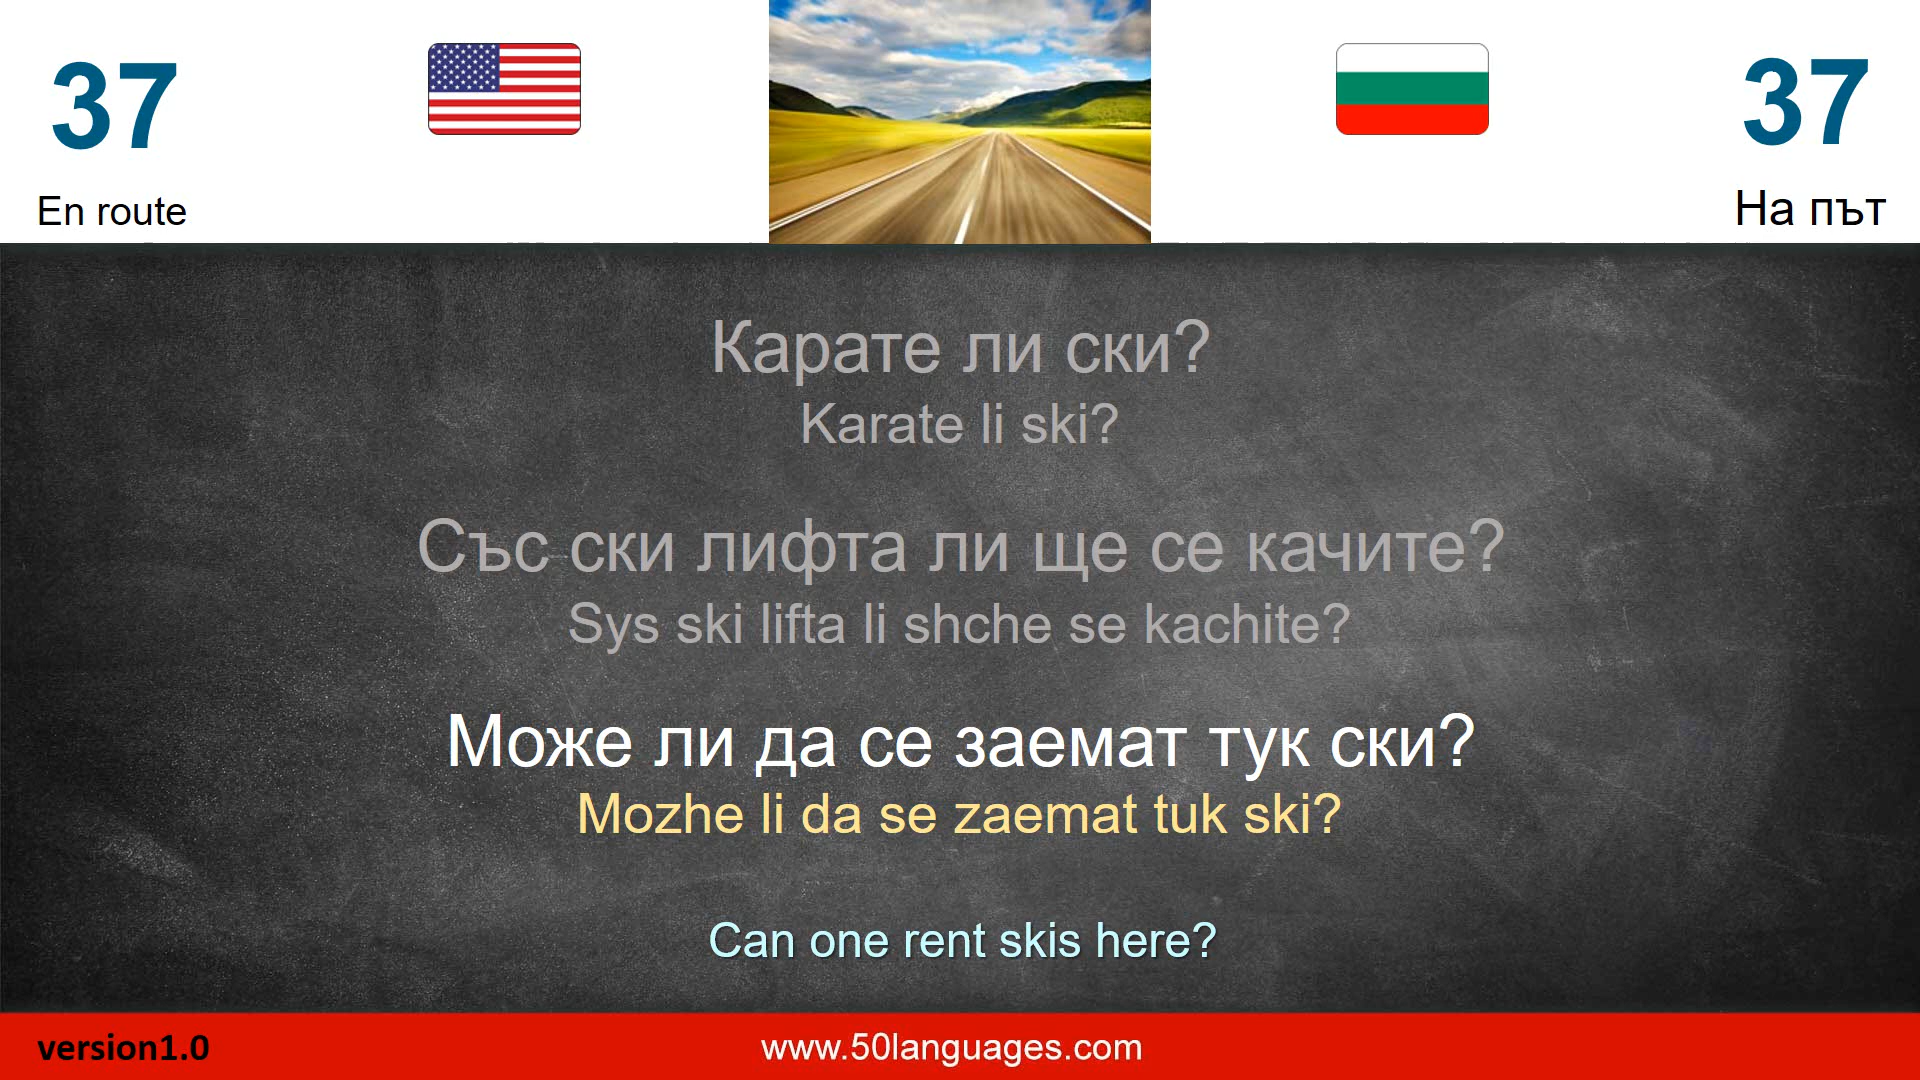 37
37
En route
На път
Карате ли ски?
Karate li ski?
Със ски лифта ли ще се качите?
Sys ski lifta li shche se kachite?
Може ли да се заемат тук ски?
Mozhe li da se zaemat tuk ski?
Can one rent skis here?
version1.0
www.50languages.com